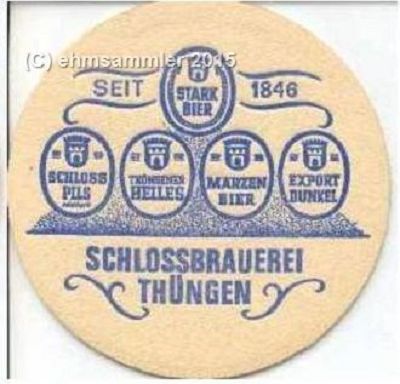 (C) ehmsammler 2015
SEIT 1846
STARK
BIER
SCHLOSS
PILS
THÜNGENER
HELLES
MÄRZEN
BIER
EXPORT
DUNKEL
SCHLOSSBRAUEREI
THÜNGEN